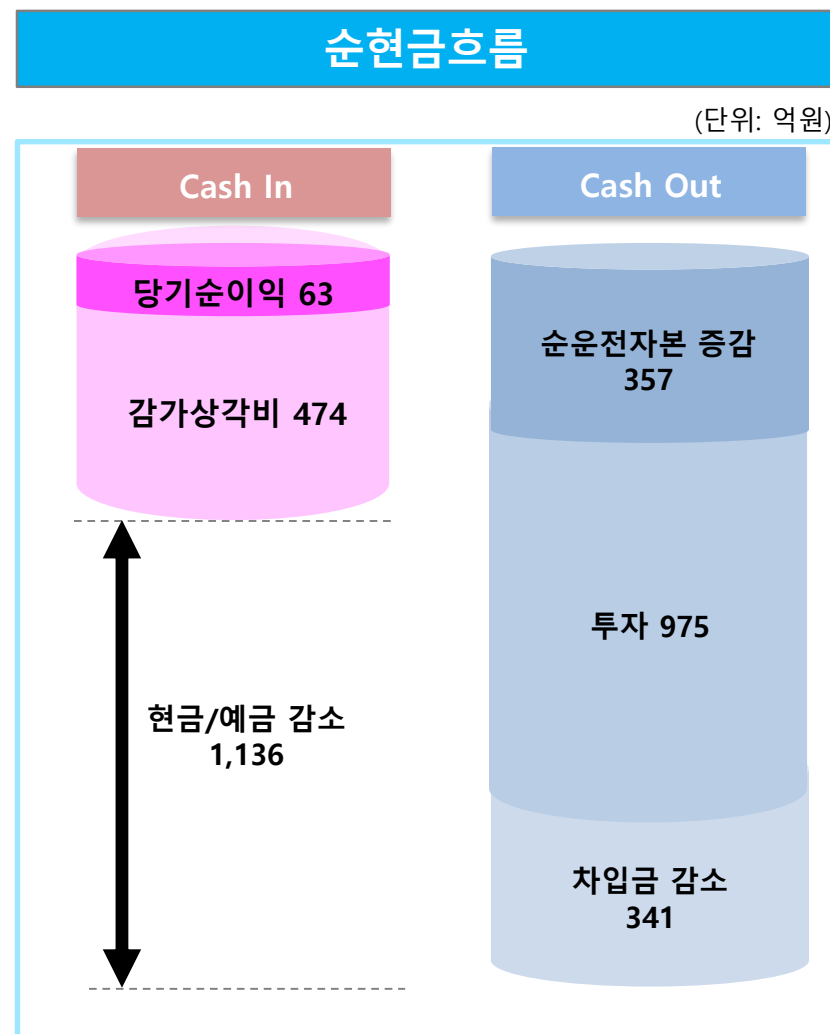 순현금흐름
(단위: 억원)
Cash In
Cash Out
당기순이익 63
감가상각비 474
현금/예금 감소
1,136
순운전자본 증감
357
투자 975
차입금 감소
341